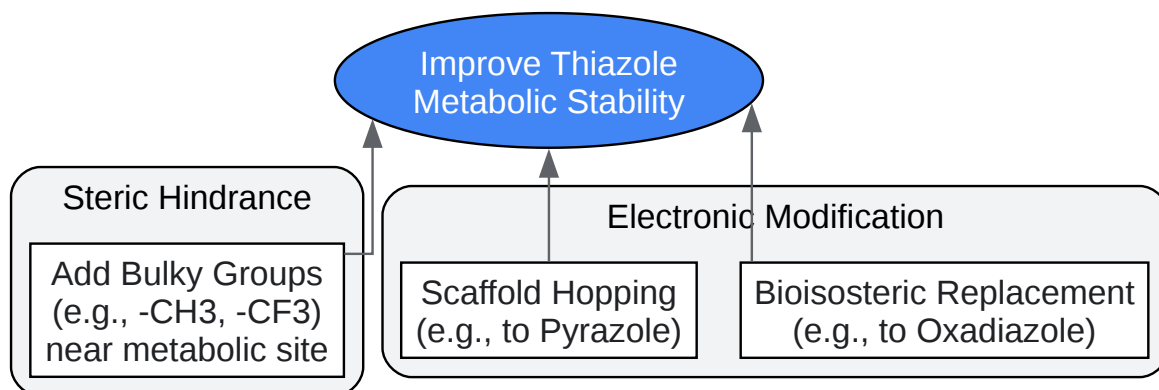 Improve Thiazole
Metabolic Stability
Steric Hindrance
Add Bulky Groups
(e.g., -CH3, -CF3)
near metabolic site
Electronic Modification
Scaffold Hopping
(e.g., to Pyrazole)
Bioisosteric Replacement
(e.g., to Oxadiazole)